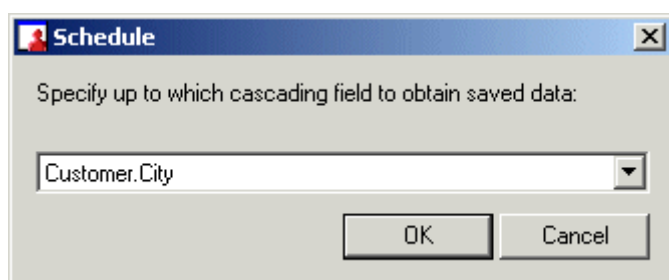 Schedule
Specify up to which cascading field to obtain saved data:
Customer.City
OK Cancel